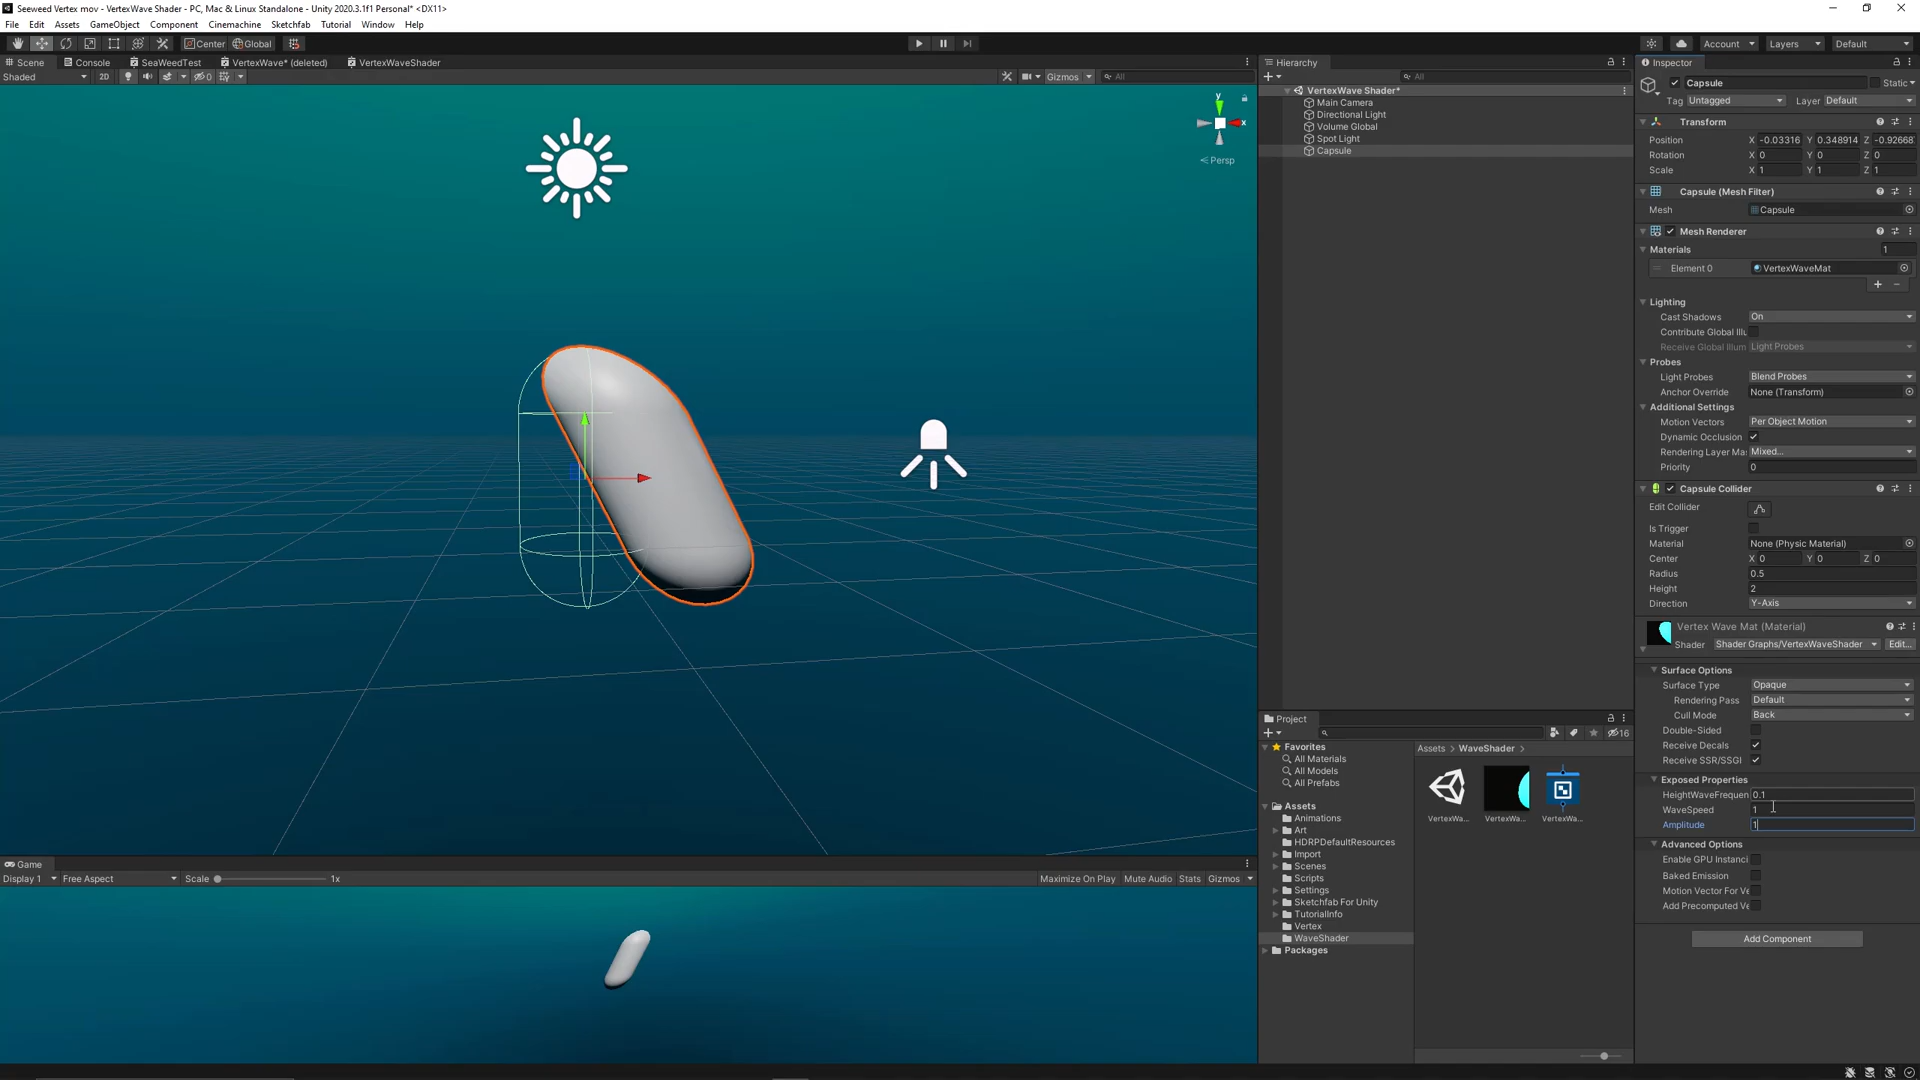 Seeweed Vertex mov - VertexWave Shader - PC, Mac & Linux Standalone - Unity 2020.3.1f1 Personal* <DX11>
File Edit Assets GameObject Component Cinemachine Sketchfab Tutorial Window Help
Center Global Account Layers Default
Scene Console SeaWeedTest VertexWave* (deleted) VertexWaveShader
Shaded 2D 0 Gizmos All
y
x
Persp
Hierarchy
All
VertexWave Shader*
Main Camera
Directional Light
Volume Global
Spot Light
Capsule
Inspector
Capsule Static
Tag Untagged Layer Default
Transform
Position X -0.03316 Y 0.348914 Z -0.92668
Rotation X 0 Y 0 Z 0
Scale X 1 Y 1 Z 1
Capsule (Mesh Filter)
Mesh Capsule
Mesh Renderer
Materials 1
Element 0 VertexWaveMat
Lighting
Cast Shadows On
Contribute Global Illu
Receive Global Illum Light Probes
Probes
Light Probes Blend Probes
Anchor Override None (Transform)
Additional Settings
Motion Vectors Per Object Motion
Dynamic Occlusion
Rendering Layer Mas Mixed...
Priority 0
Capsule Collider
Edit Collider
Is Trigger
Material None (Physic Material)
Center X 0 Y 0 Z 0
Radius 0.5
Height 2
Direction Y-Axis
Vertex Wave Mat (Material)
Shader Shader Graphs/VertexWaveShader Edit...
Surface Options
Surface Type Opaque
Rendering Pass Default
Cull Mode Back
Double-Sided
Receive Decals
Receive SSR/SSGI
Exposed Properties
HeightWaveFrequen 0.1
WaveSpeed 1
Amplitude 1
Advanced Options
Enable GPU Instanci
Baked Emission
Motion Vector For Ve
Add Precomputed Ve
Add Component
Project
16
Favorites
All Materials
All Models
All Prefabs
Assets
Animations
Art
HDRPDefaultResources
Import
Scenes
Scripts
Settings
Sketchfab For Unity
TutorialInfo
Vertex
WaveShader
Packages
Assets > WaveShader >
VertexWa... VertexWa... VertexWa...
Game
Display 1 Free Aspect Scale 1x Maximize On Play Mute Audio Stats Gizmos